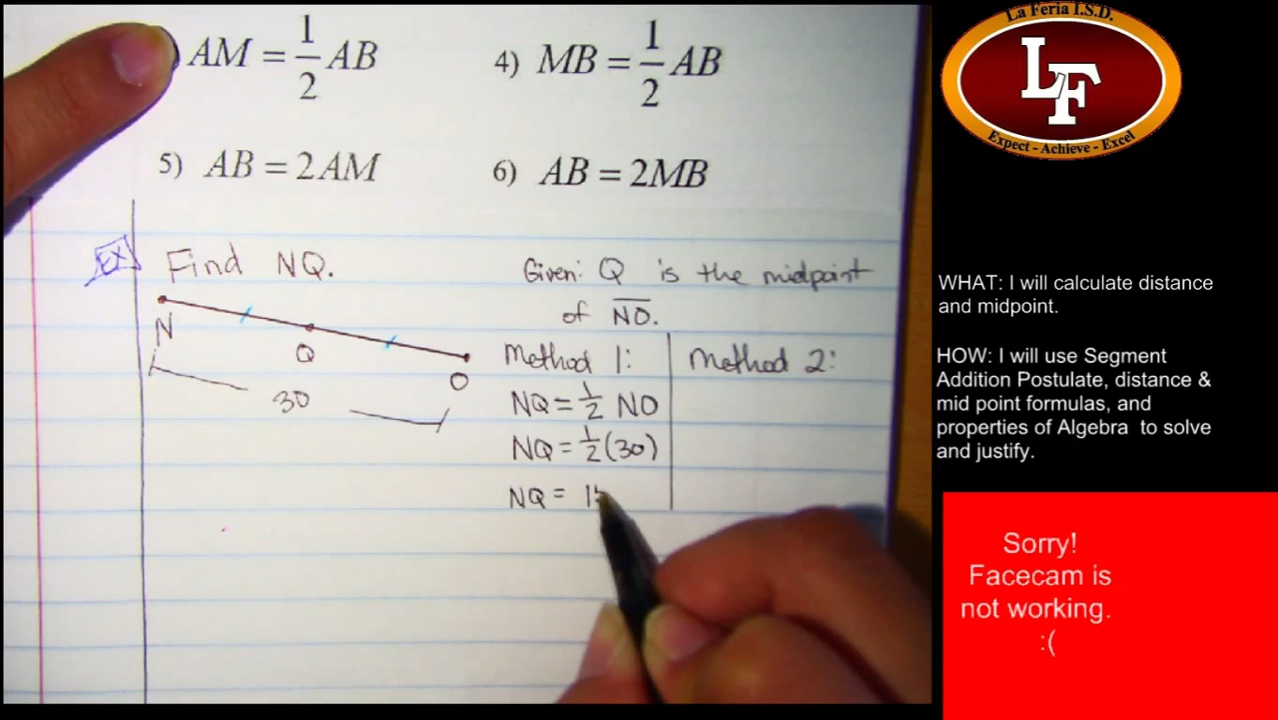 AM = 1/2 AB
4) MB = 1/2 AB
5) AB = 2AM
6) AB = 2MB
EX
Find NQ.
Given: Q is the midpoint
of N̅O̅.
N
Q
O
30
Method 1:
NQ = 1/2 NO
NQ = 1/2 (30)
NQ = 15
Method 2:
La Feria I.S.D.
LF
Expect - Achieve - Excel
WHAT: I will calculate distance
and midpoint.
HOW: I will use Segment
Addition Postulate, distance &
mid point formulas, and
properties of Algebra to solve
and justify.
Sorry!
Facecam is
not working.
:(